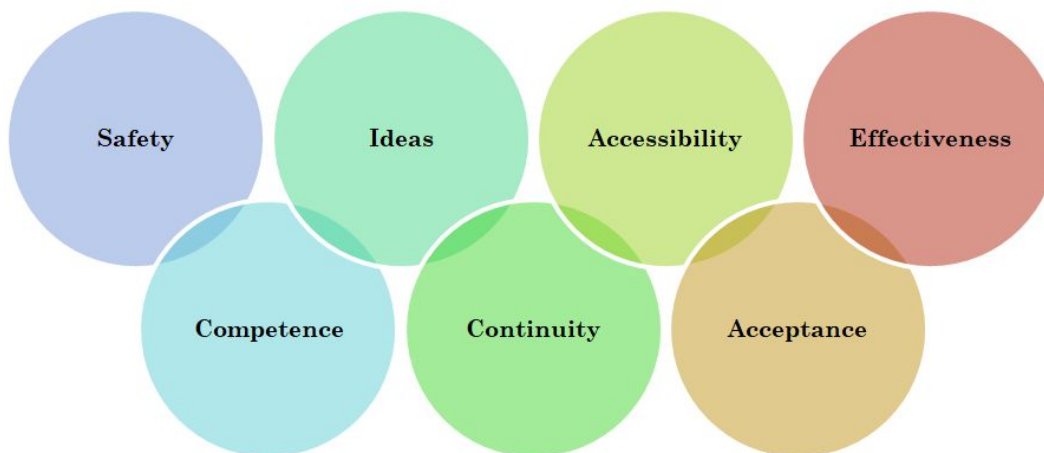 Safety
Ideas
Accessibility
Effectiveness
Competence
Continuity
Acceptance